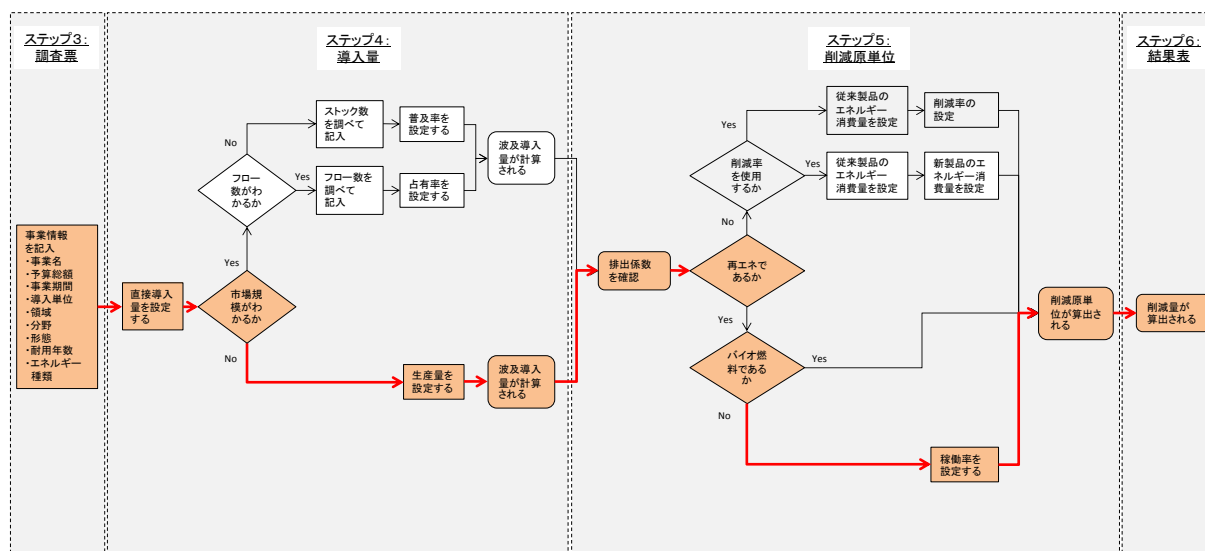 ステップ3:
調査票
事業情報
を記入
・事業名
・予算総額
・事業期間
・導入単位
・領域
・分野
・形態
・耐用年数
・エネルギー
種類
ステップ4:
導入量
直接導入
量を設定
する
市場規
模がわ
かるか
Yes
No
フロー
数がわ
かるか
No
Yes
ストック数
を調べて
記入
普及率を
設定する
フロー数を
調べて
記入
占有率を
設定する
波及導入
量が計算
される
生産量を
設定する
波及導入
量が計算
される
ステップ5:
削減原単位
排出係数
を確認
再エネで
あるか
No
Yes
削減率
を使用
するか
Yes
Yes
従来製品の
エネルギー
消費量を設定
削減率の
設定
従来製品の
エネルギー
消費量を設定
新製品のエ
ネルギー消
費量を設定
バイオ燃
料である
か
Yes
No
稼働率を
設定する
削減原単
位が算出さ
れる
ステップ6:
結果表
削減量が
算出される